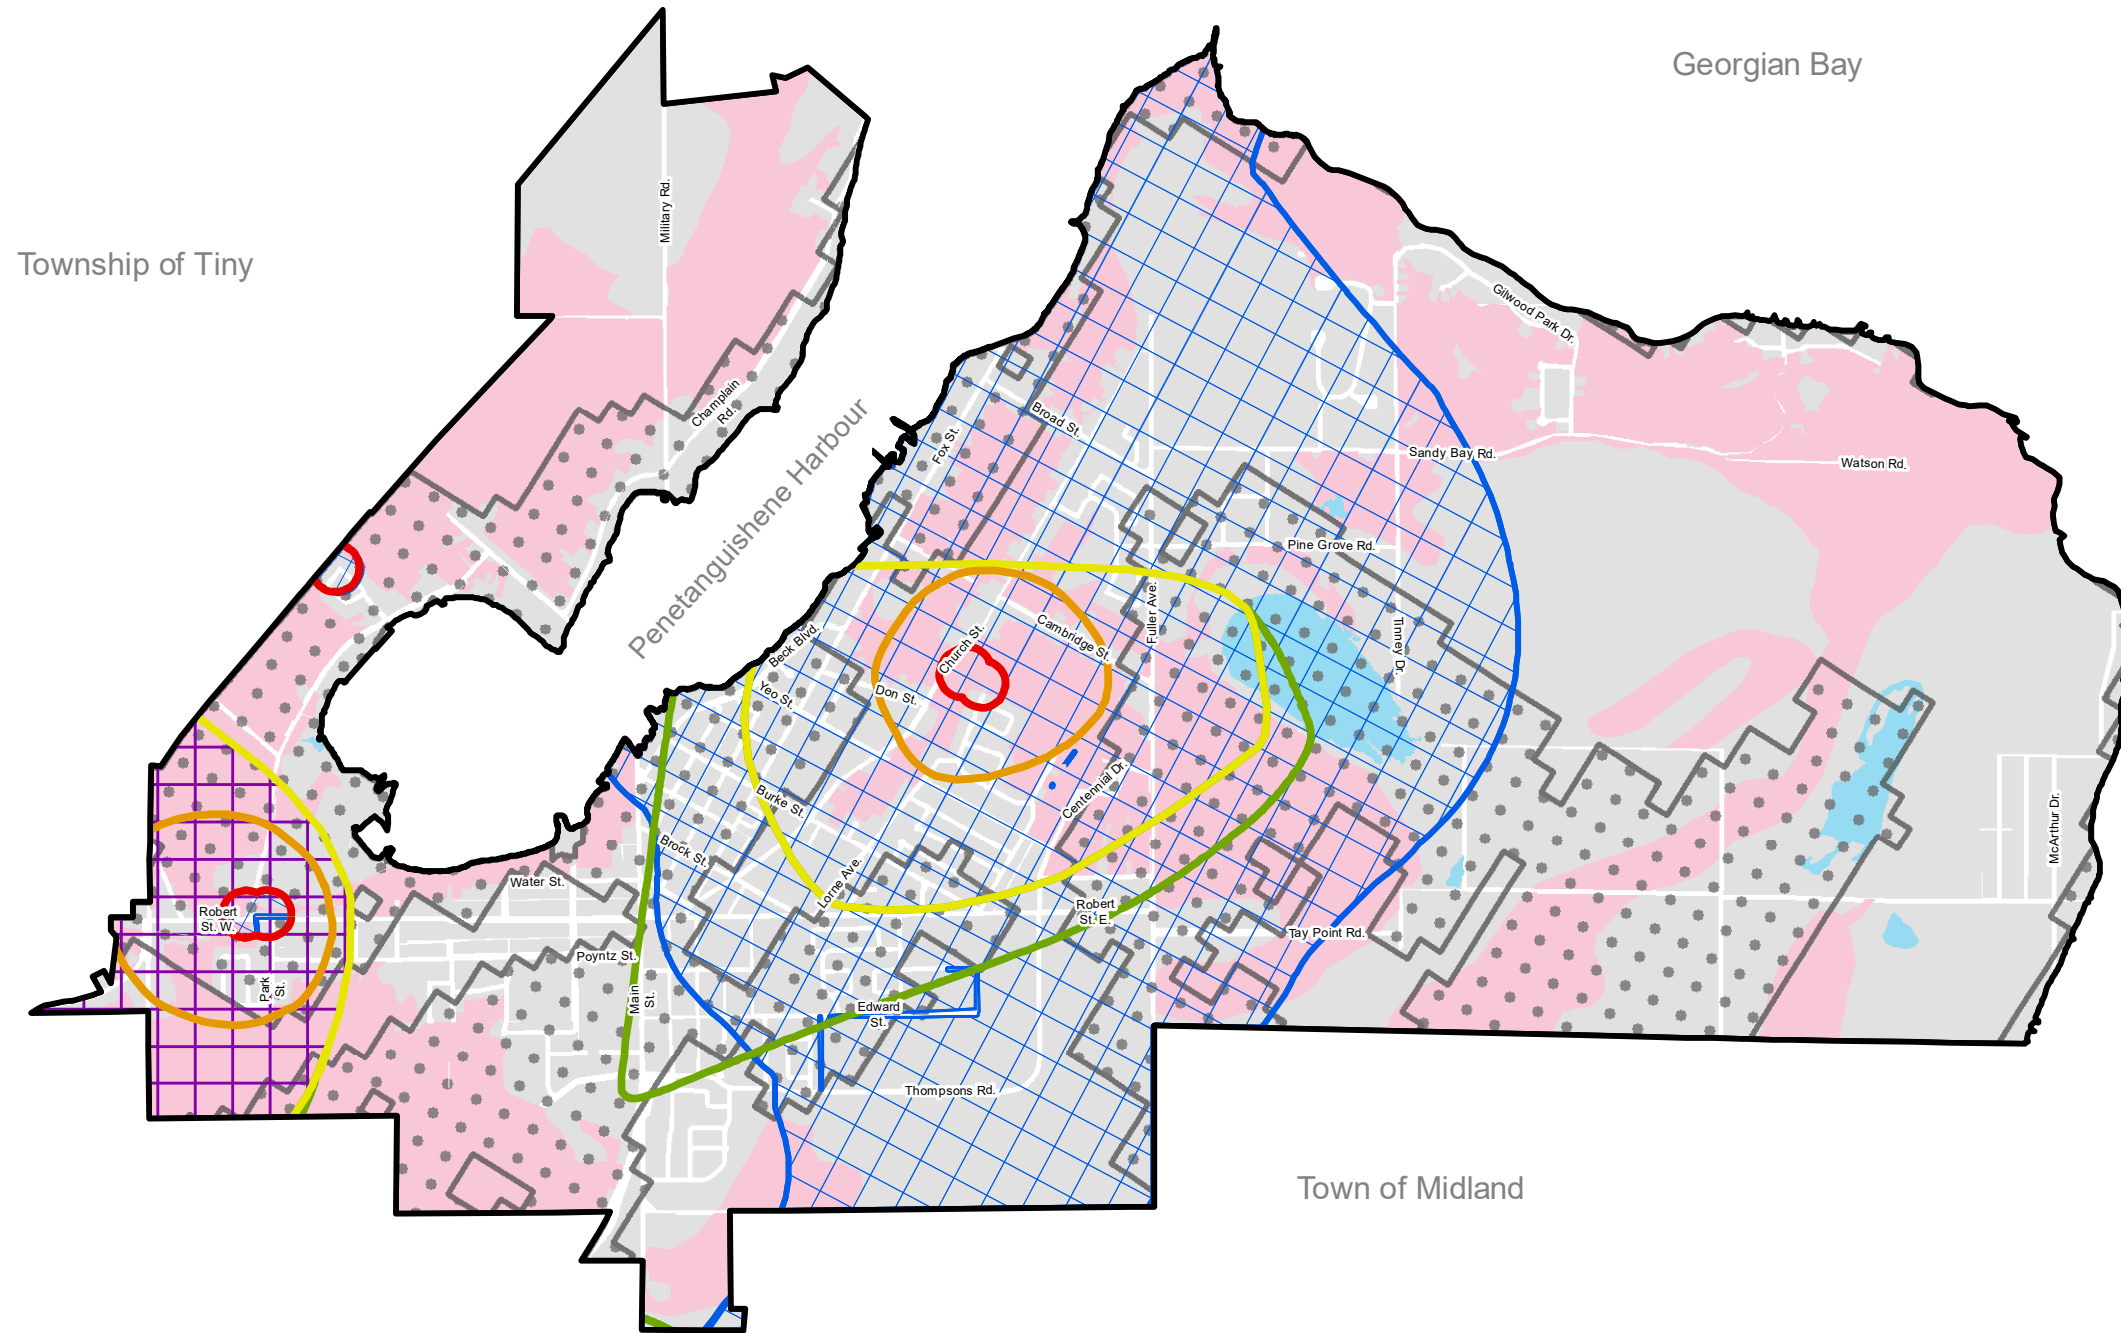 Georgian Bay
Township of Tiny
Military Rd.
Gilwood Park Dr.
Champlain
Rd.
Penetanguishene Harbour
Fox St.
Broad St.
Sandy Bay Rd.
Watson Rd.
Pine Grove Rd.
Fuller Ave.
Tinney Dr.
Beck Blvd.
Church St.
Cambridge St.
Yeo St.
Don St.
Burke St.
Centennial Dr.
McArthur Dr.
Brock St.
Water St.
Lorne Ave.
Robert
St. W.
Robert
St. E.
Tay Point Rd.
Poyntz St.
Park
St.
Main
St.
Edward
St.
Thompsons Rd.
Town of Midland